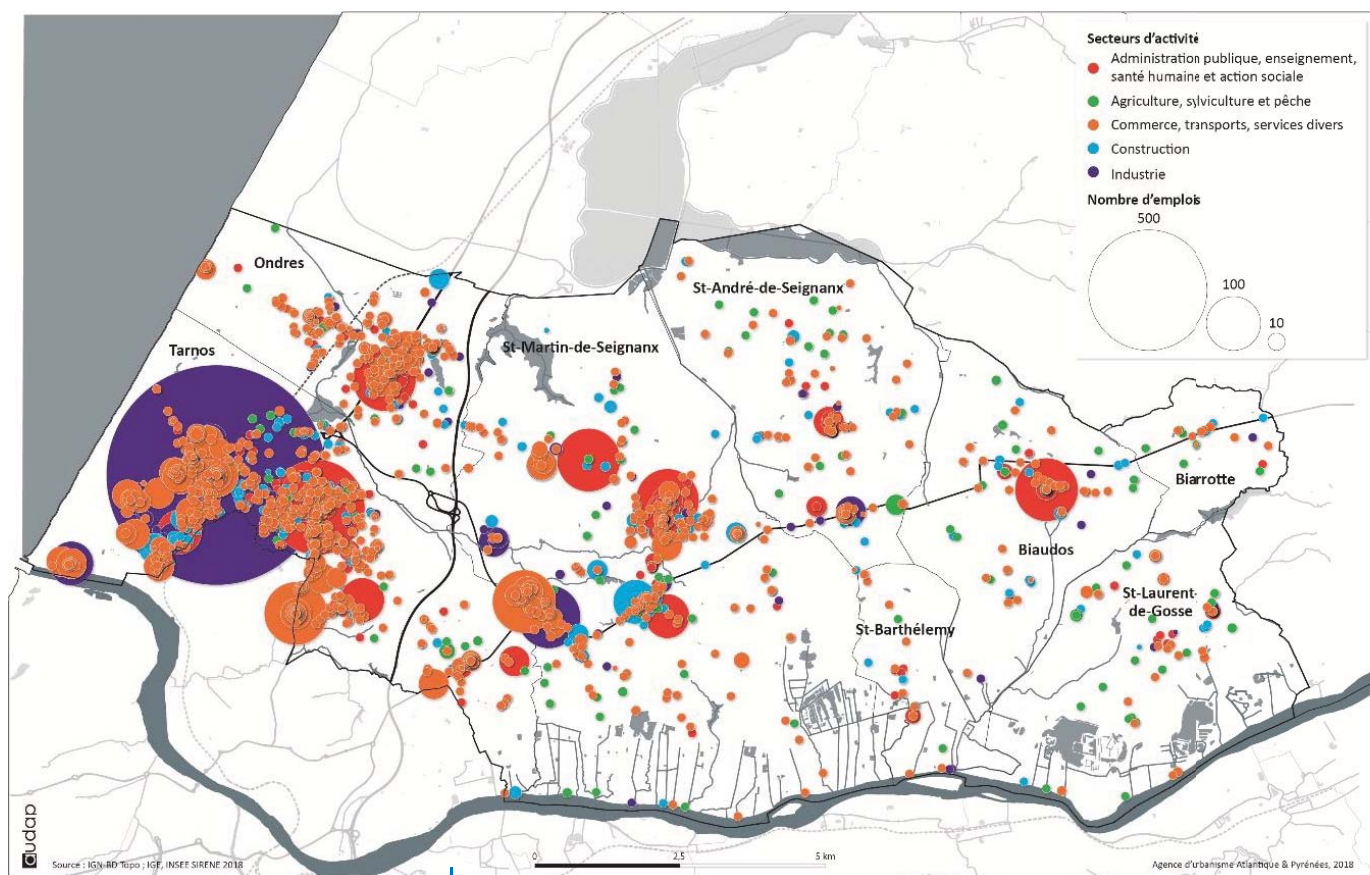 Secteurs d'activité
Administration publique, enseignement,
santé humaine et action sociale
Agriculture, sylviculture et pêche
Commerce, transports, services divers
Construction
Industrie
Nombre d'emplois
500
100
10
Ondres
St-André-de-Seignanx
Tarnos
St-Martin-de-Seignanx
Biarrotte
Biaudos
St-Laurent
de-Gosse
St-Barthélemy
audap
Source : IGN-BD Topo ; IGE, INSEE SIRENE 2018
0 2,5 5 km
Agence d'urbanisme Atlantique & Pyrénées, 2018